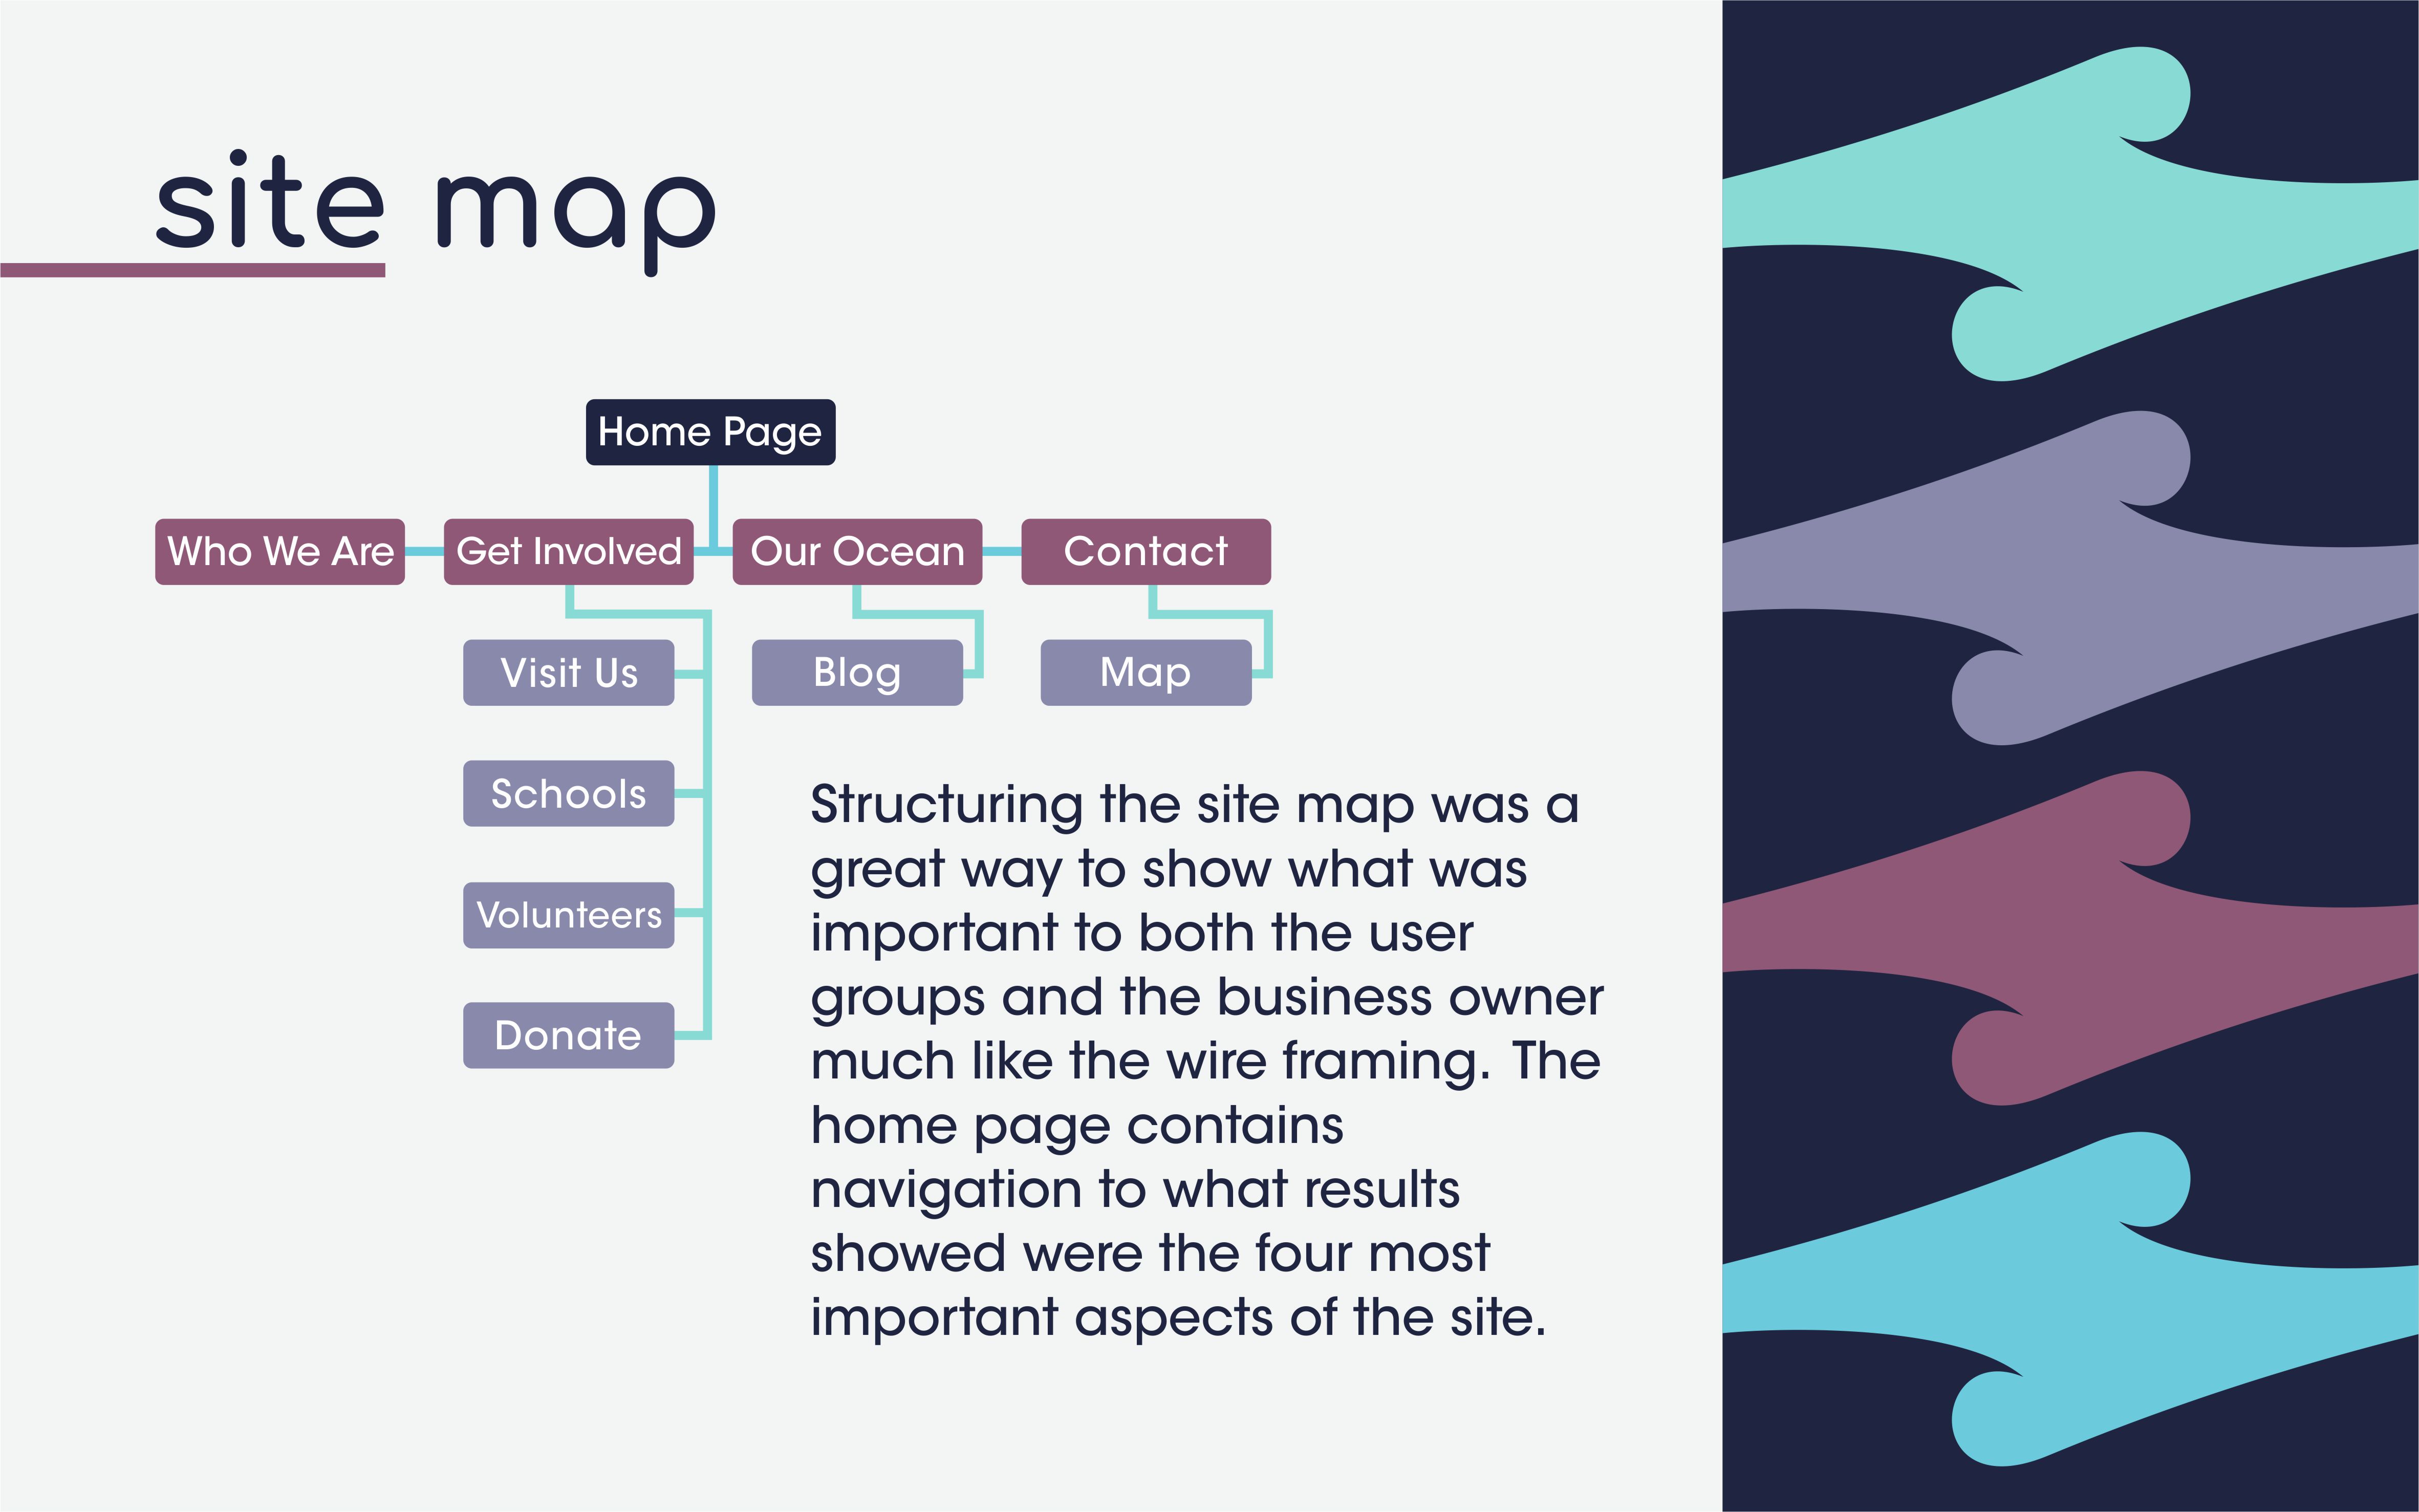 site map
Home Page
Who We Are
Get Involved
Our Ocean
Contact
Visit Us
Blog
Map
Schools
Volunteers
Donate
Structuring the site map was a
great way to show what was
important to both the user
groups and the business owner
much like the wire framing. The
home page contains
navigation to what results
showed were the four most
important aspects of the site.